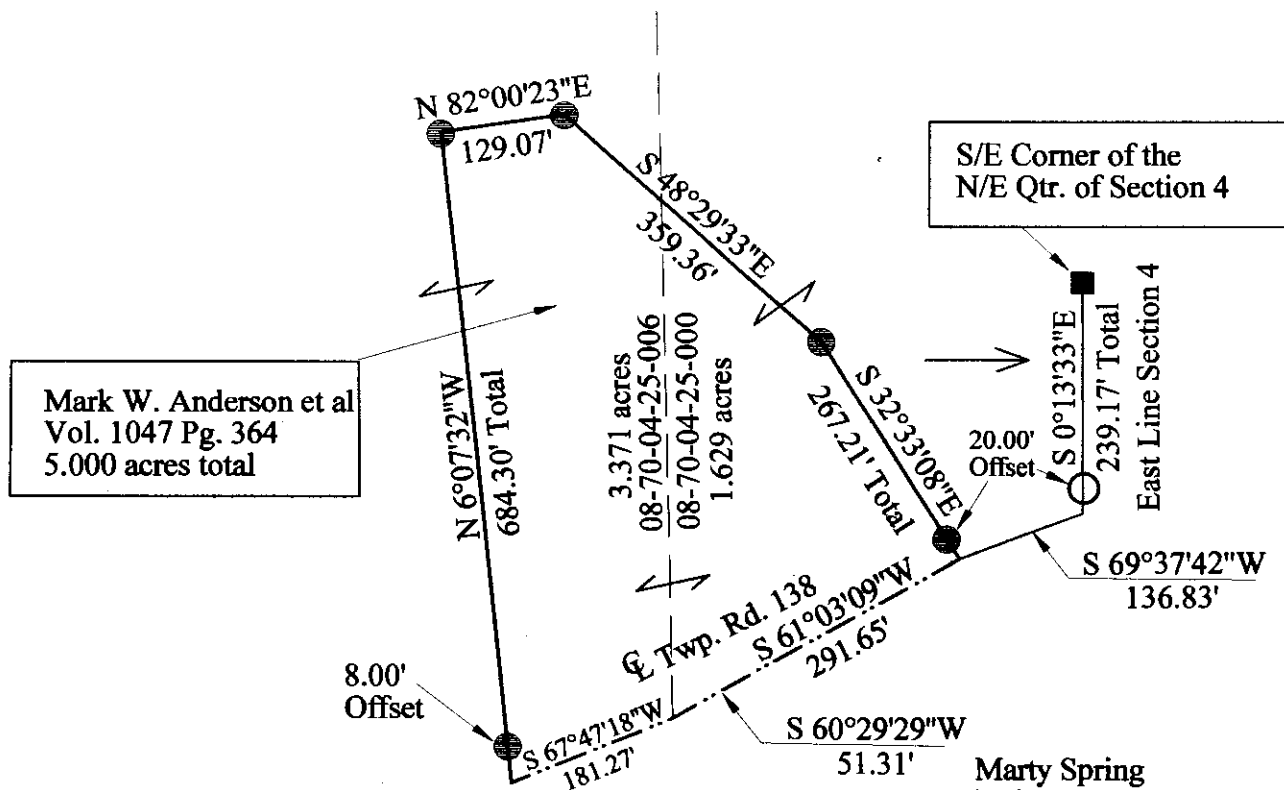 N 82°00'23"E
129.07'
S 48°29'33"E
359.36'
S/E Corner of the
N/E Qtr. of Section 4
S 0°13'33"E
239.17' Total
East Line Section 4
Mark W. Anderson et al
Vol. 1047 Pg. 364
5.000 acres total
N 6°07'32"W
684.30' Total
3.371 acres
08-70-04-25-006
08-70-04-25-000
1.629 acres
S 32°33'08"E
267.21' Total
20.00'
Offset
S 69°37'42"W
136.83'
℄ Twp. Rd. 138
S 61°03'09"W
291.65'
8.00'
Offset
S 67°47'18"W
181.27'
S 60°29'29"W
51.31'
Marty Spring